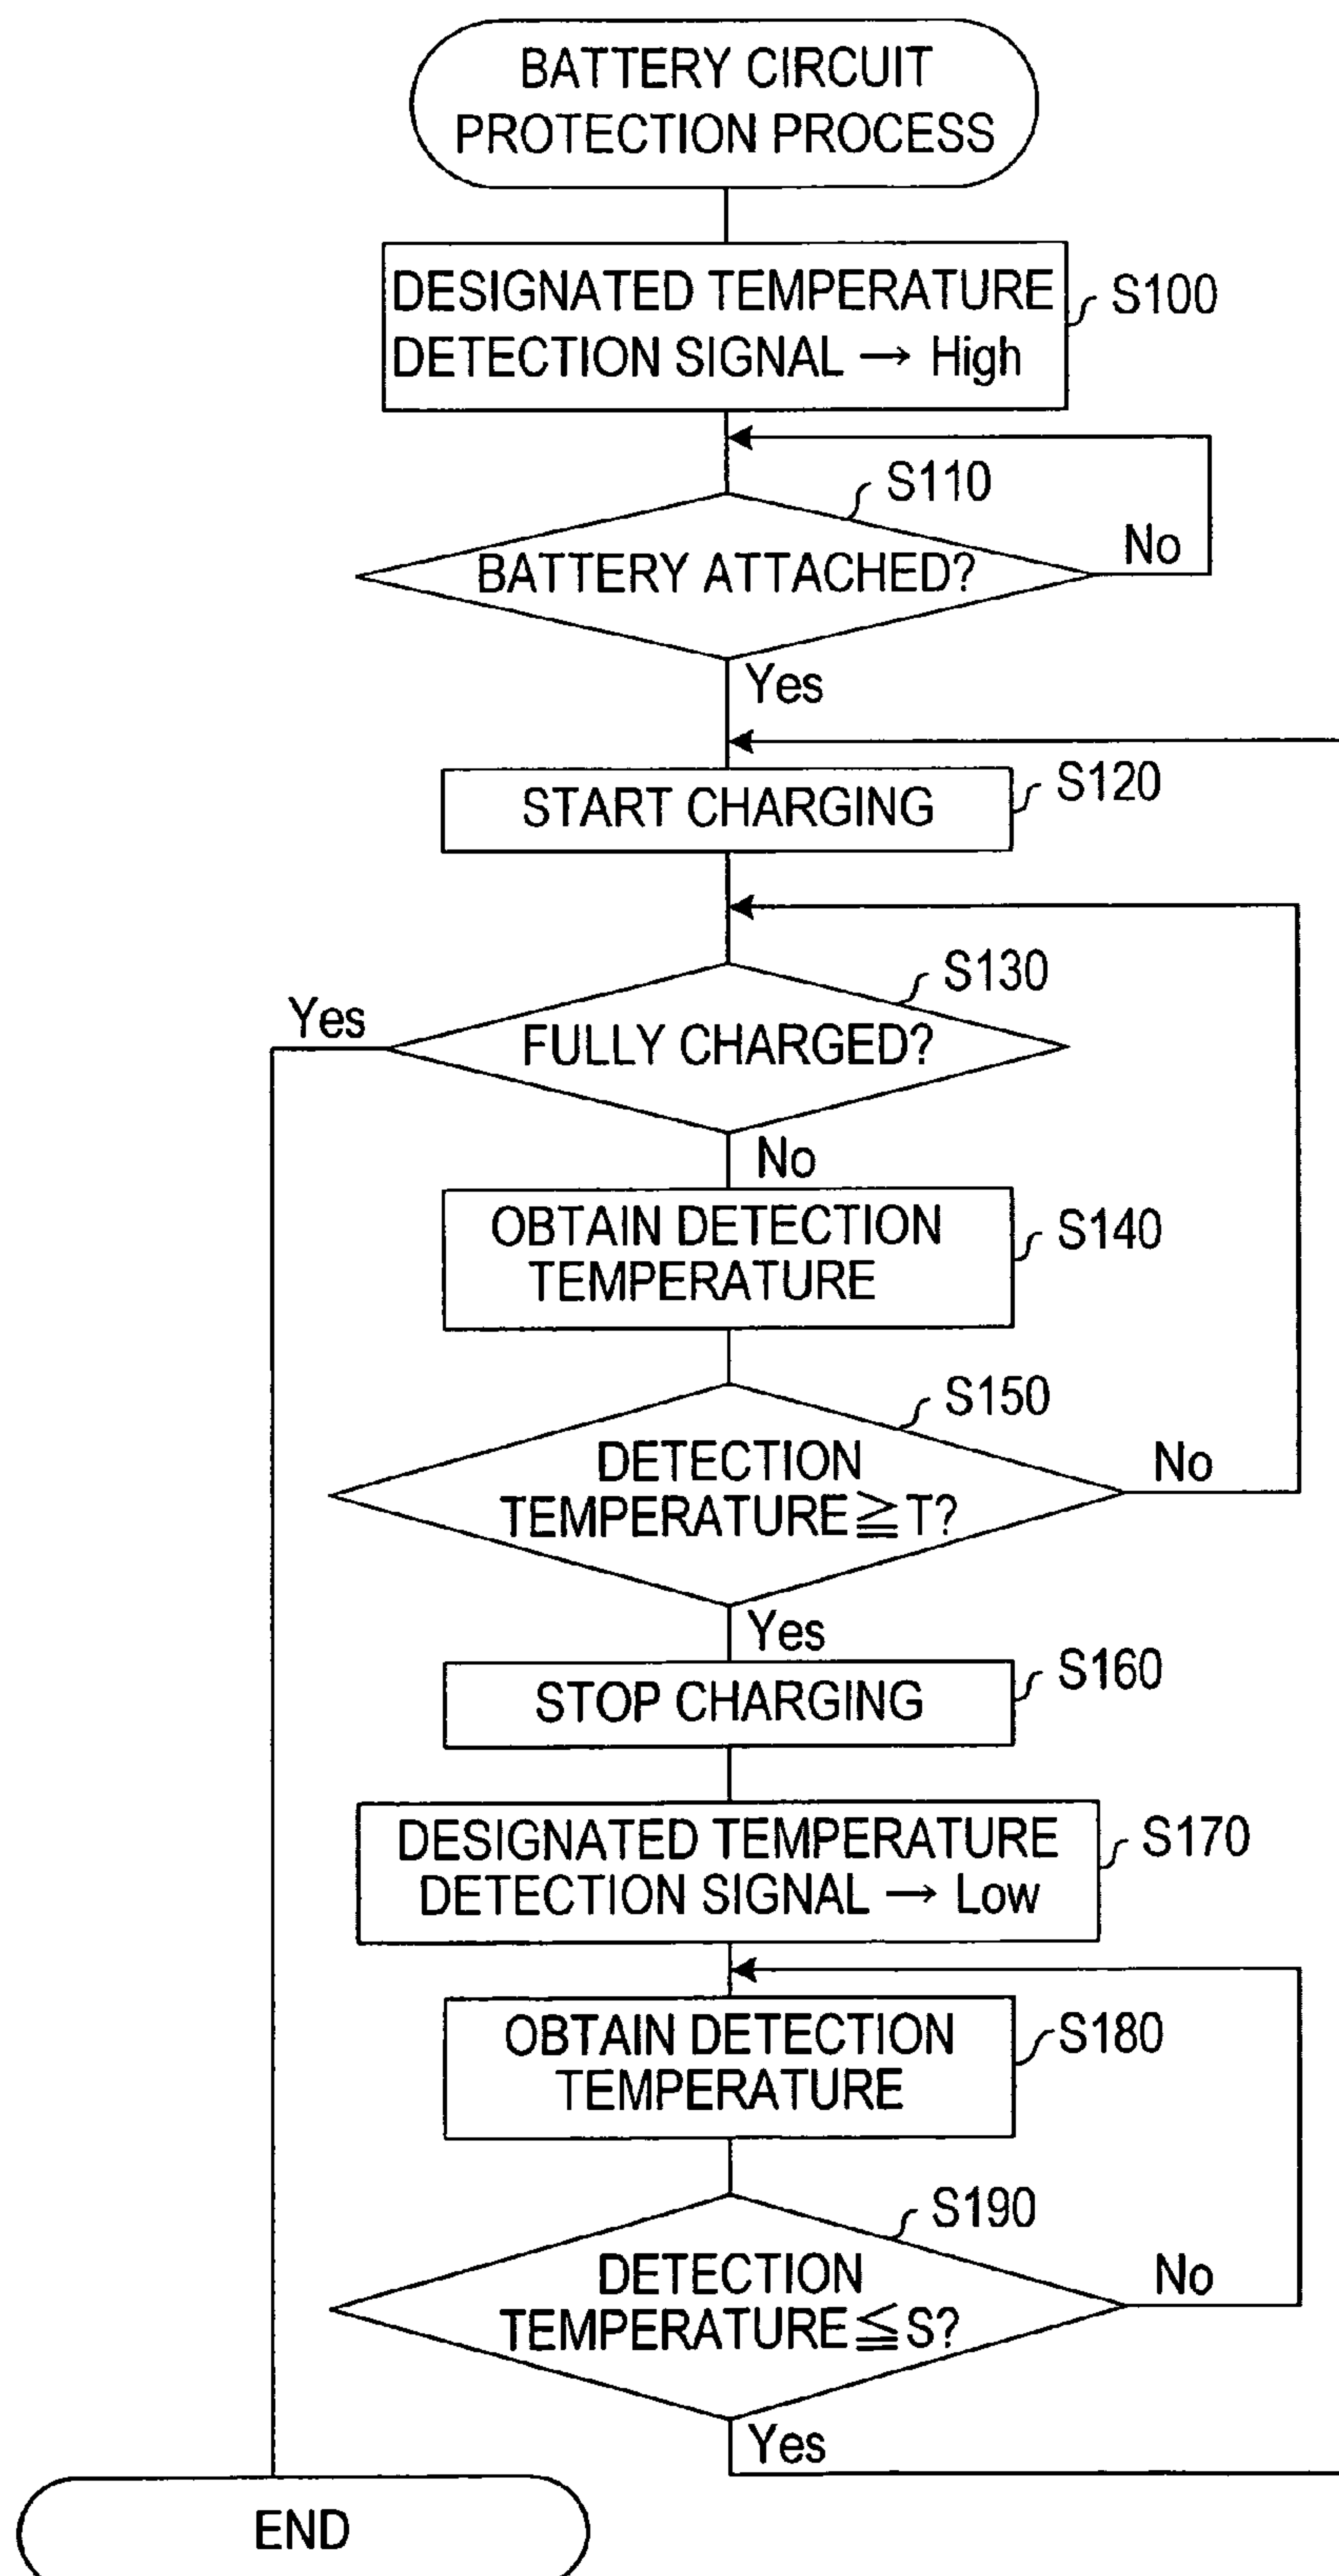 BATTERY CIRCUIT
PROTECTION PROCESS
DESIGNATED TEMPERATURE
DETECTION SIGNAL → High
S100
S110
BATTERY ATTACHED?
No
Yes
START CHARGING
S120
S130
Yes
FULLY CHARGED?
No
OBTAIN DETECTION
TEMPERATURE
S140
S150
DETECTION
TEMPERATURE≧T?
No
Yes
STOP CHARGING
S160
DESIGNATED TEMPERATURE
DETECTION SIGNAL → Low
S170
OBTAIN DETECTION
TEMPERATURE
S180
S190
DETECTION
TEMPERATURE≦S?
No
Yes
END